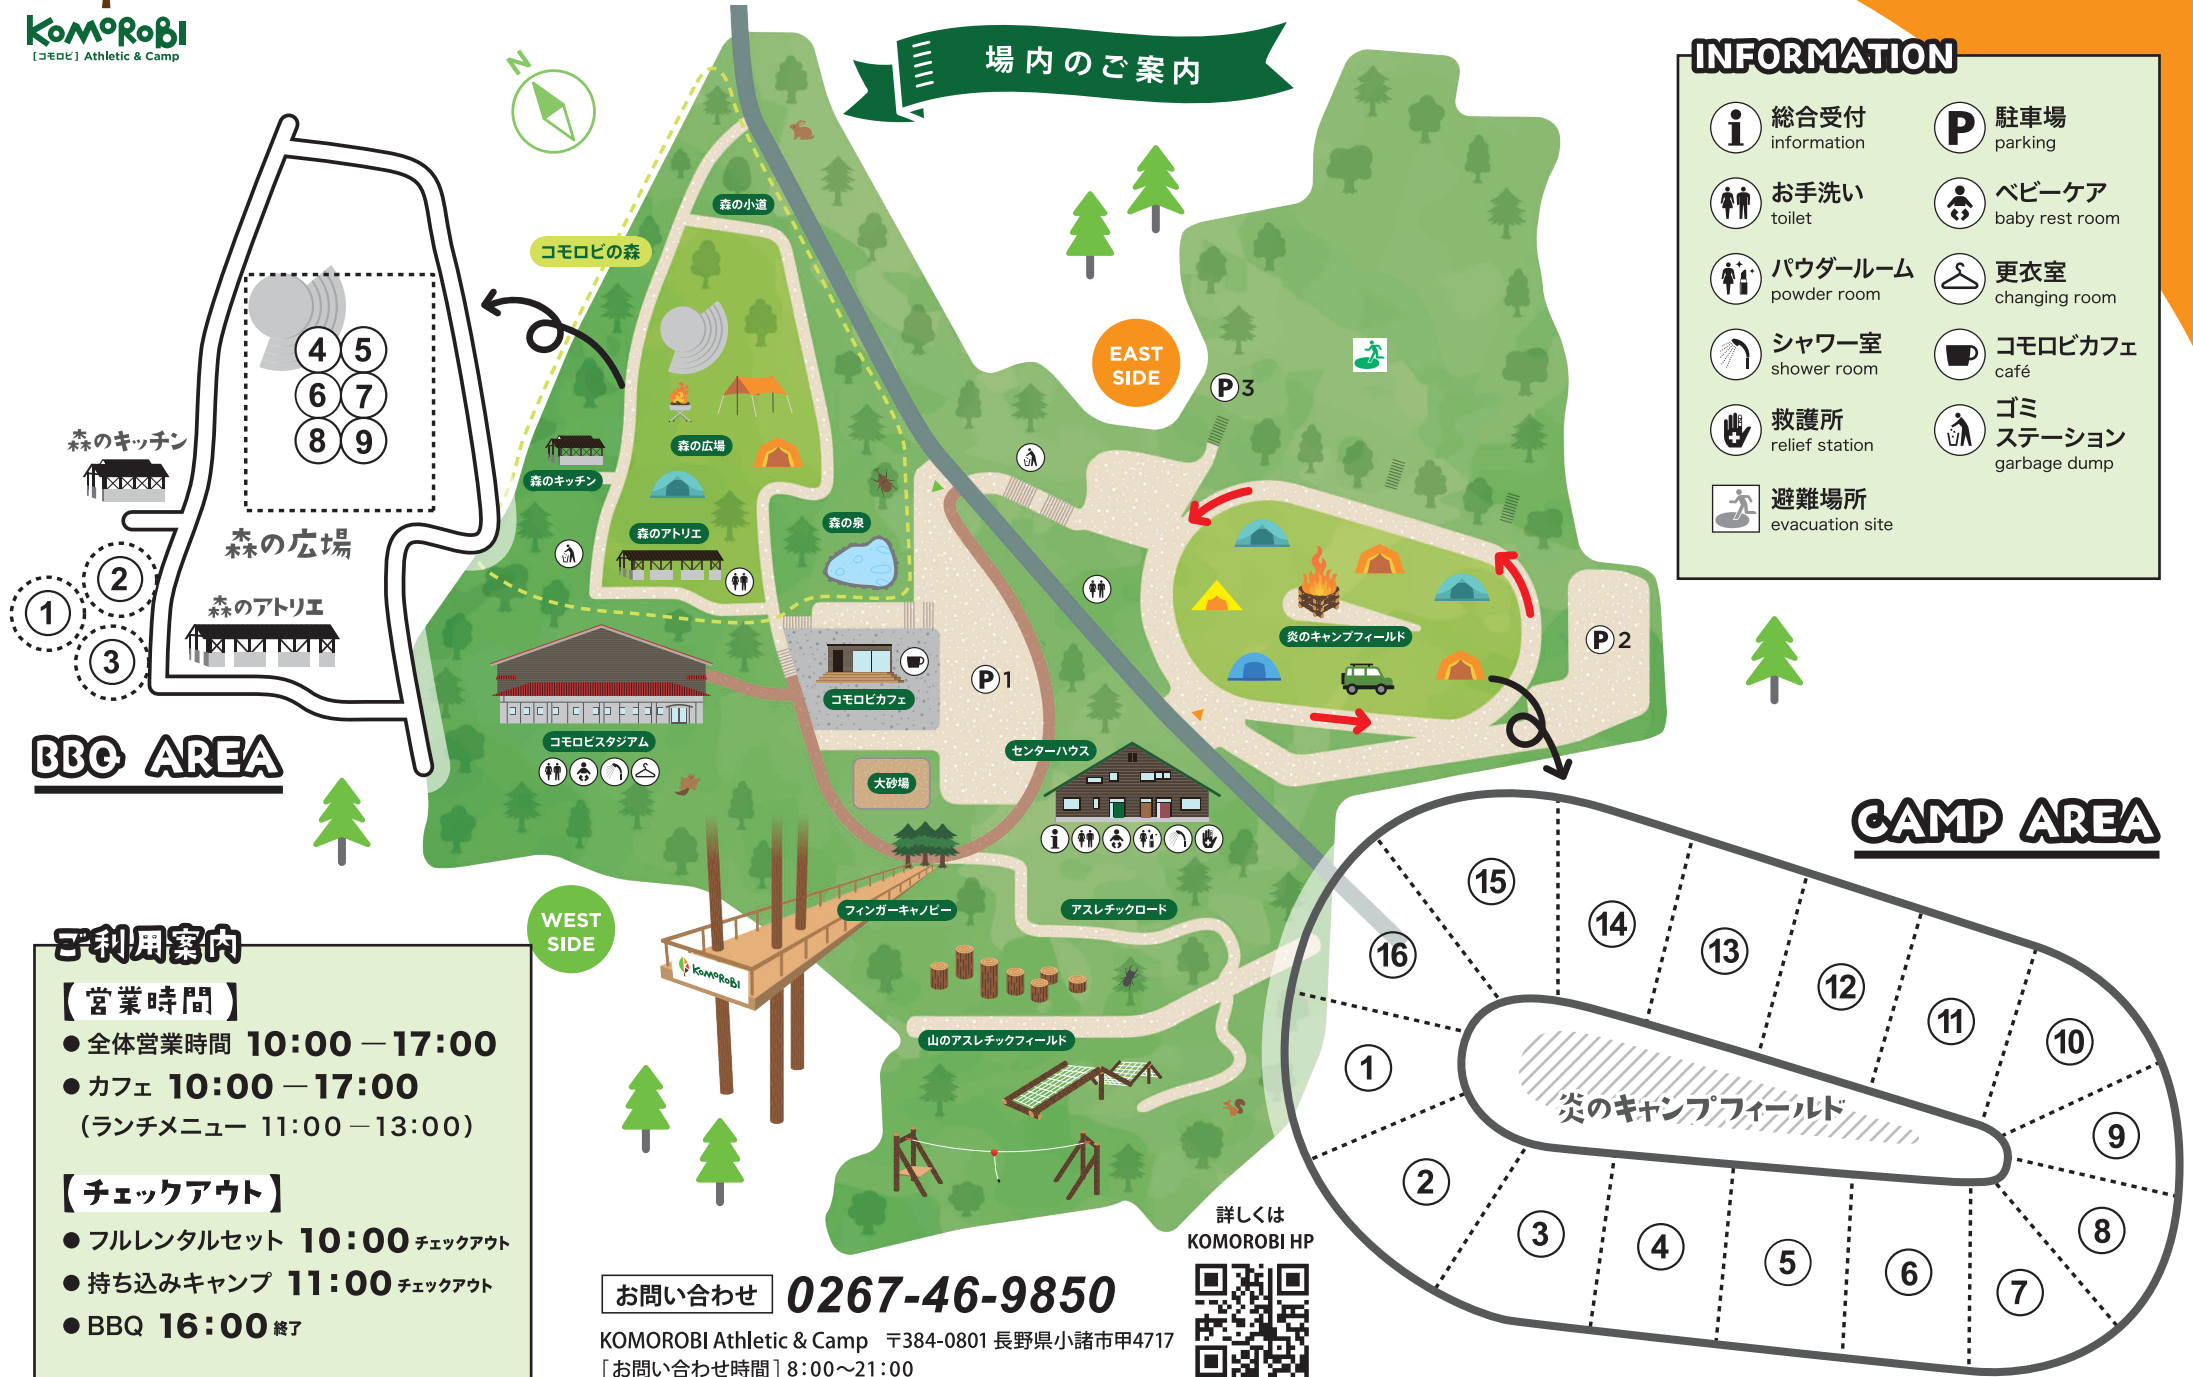 KOMOROBI
[コモロビ] Athletic & Camp
N
場内のご案内
INFORMATION
総合受付
information
駐車場
parking
お手洗い
toilet
ベビーケア
baby rest room
パウダールーム
powder room
更衣室
changing room
シャワー室
shower room
コモロビカフェ
café
救護所
relief station
ゴミ
ステーション
garbage dump
避難場所
evacuation site
森の小道
コモロビの森
EAST
SIDE
P 3
森の広場
森のキッチン
森のアトリエ
森の泉
P 1
P 2
炎のキャンプフィールド
コモロビカフェ
コモロビスタジアム
センターハウス
大砂場
フィンガーキャノピー
アスレチックロード
KOMOROBI
山のアスレチックフィールド
WEST
SIDE
4 5
6 7
8 9
森のキッチン
森の広場
森のアトリエ
1
2
3
BBQ AREA
CAMP AREA
15
14
13
12
11
10
9
8
7
6
5
4
3
2
1
16
炎のキャンプフィールド
ご利用案内
【営業時間】
● 全体営業時間 10:00 － 17:00
● カフェ 10:00 － 17:00
（ランチメニュー 11:00 － 13:00）
【チェックアウト】
● フルレンタルセット 10:00 チェックアウト
● 持ち込みキャンプ 11:00 チェックアウト
● BBQ 16:00 終了
お問い合わせ 0267-46-9850
KOMOROBI Athletic & Camp 〒384-0801 長野県小諸市甲4717
［お問い合わせ時間］8:00～21:00
詳しくは
KOMOROBI HP